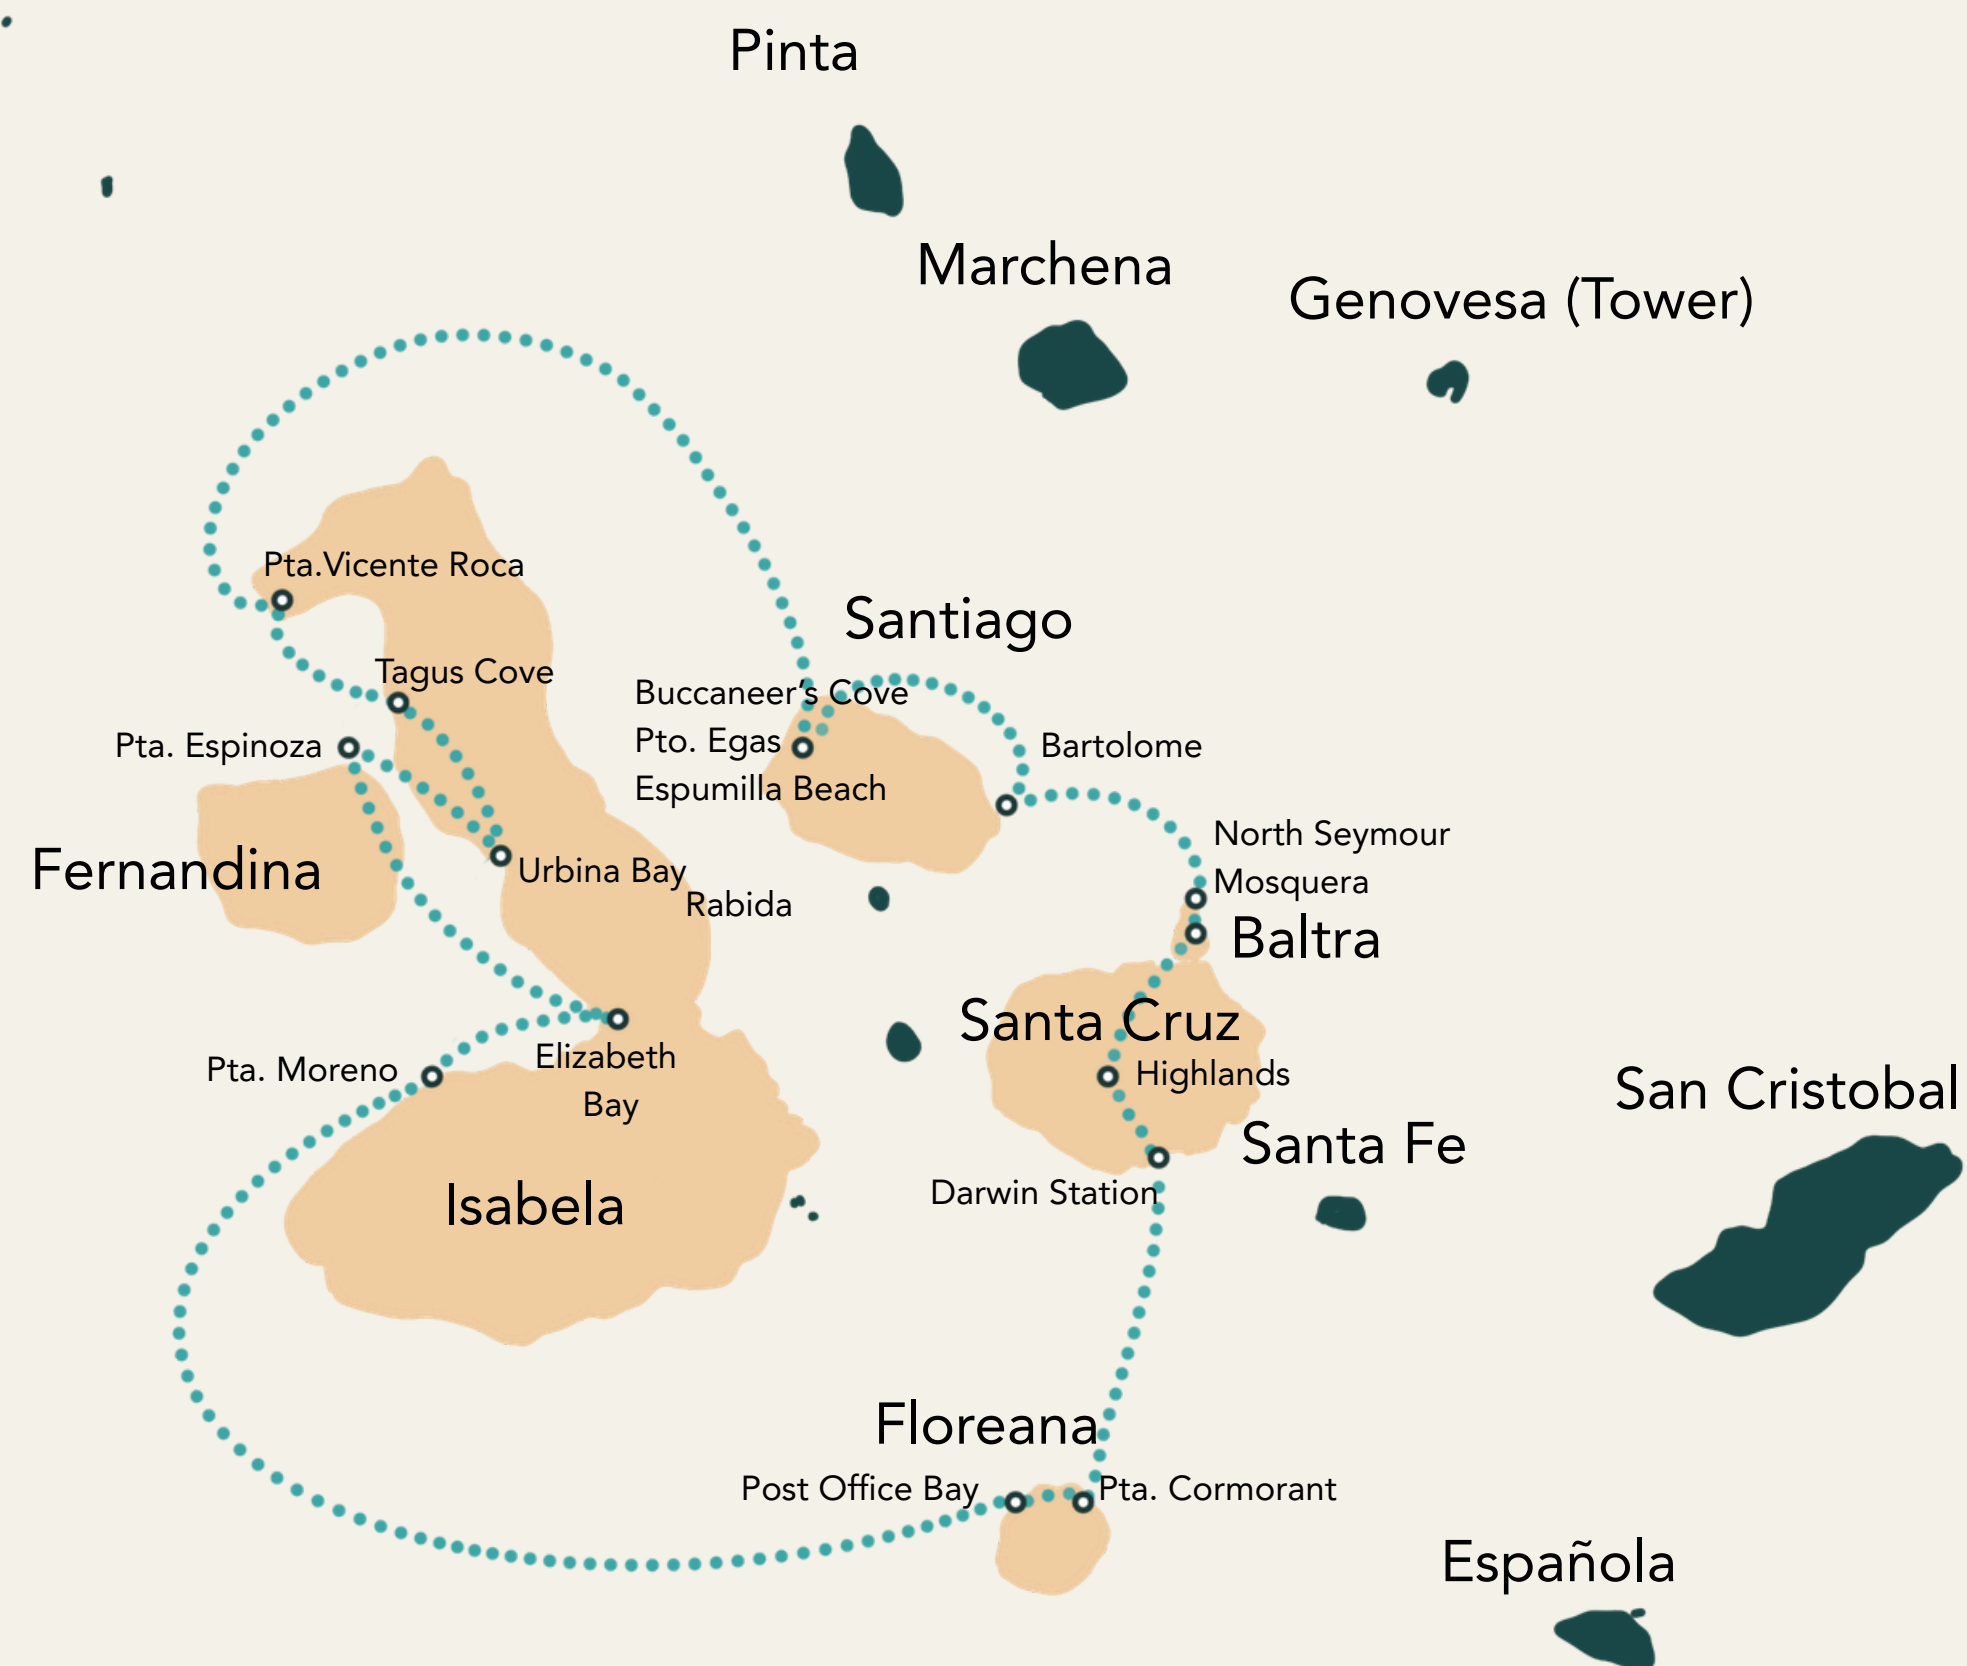 Pinta
Marchena
Genovesa (Tower)
Pta.Vicente Roca
Santiago
Tagus Cove
Buccaneer's Cove
Pta. Espinoza
Pto. Egas
Bartolome
Espumilla Beach
North Seymour
Fernandina
Urbina Bay
Mosquera
Rabida
Baltra
Santa Cruz
Pta. Moreno
Elizabeth
Bay
Highlands
San Cristobal
Santa Fe
Isabela
Darwin Station
Floreana
Post Office Bay
Pta. Cormorant
Española